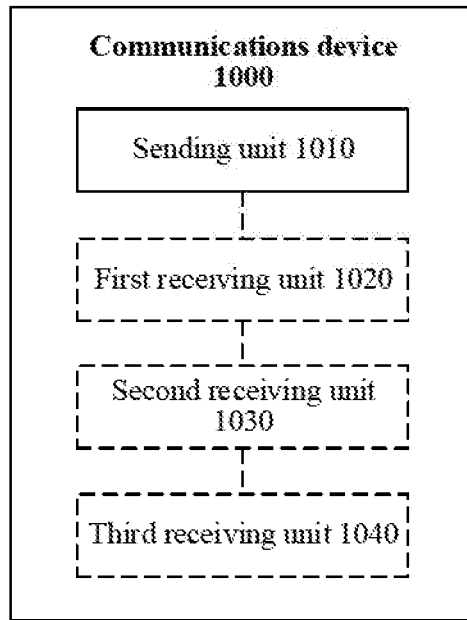 Communications device
1000
Sending unit 1010
First receiving unit 1020
Second receiving unit
1030
Third receiving unit 1040